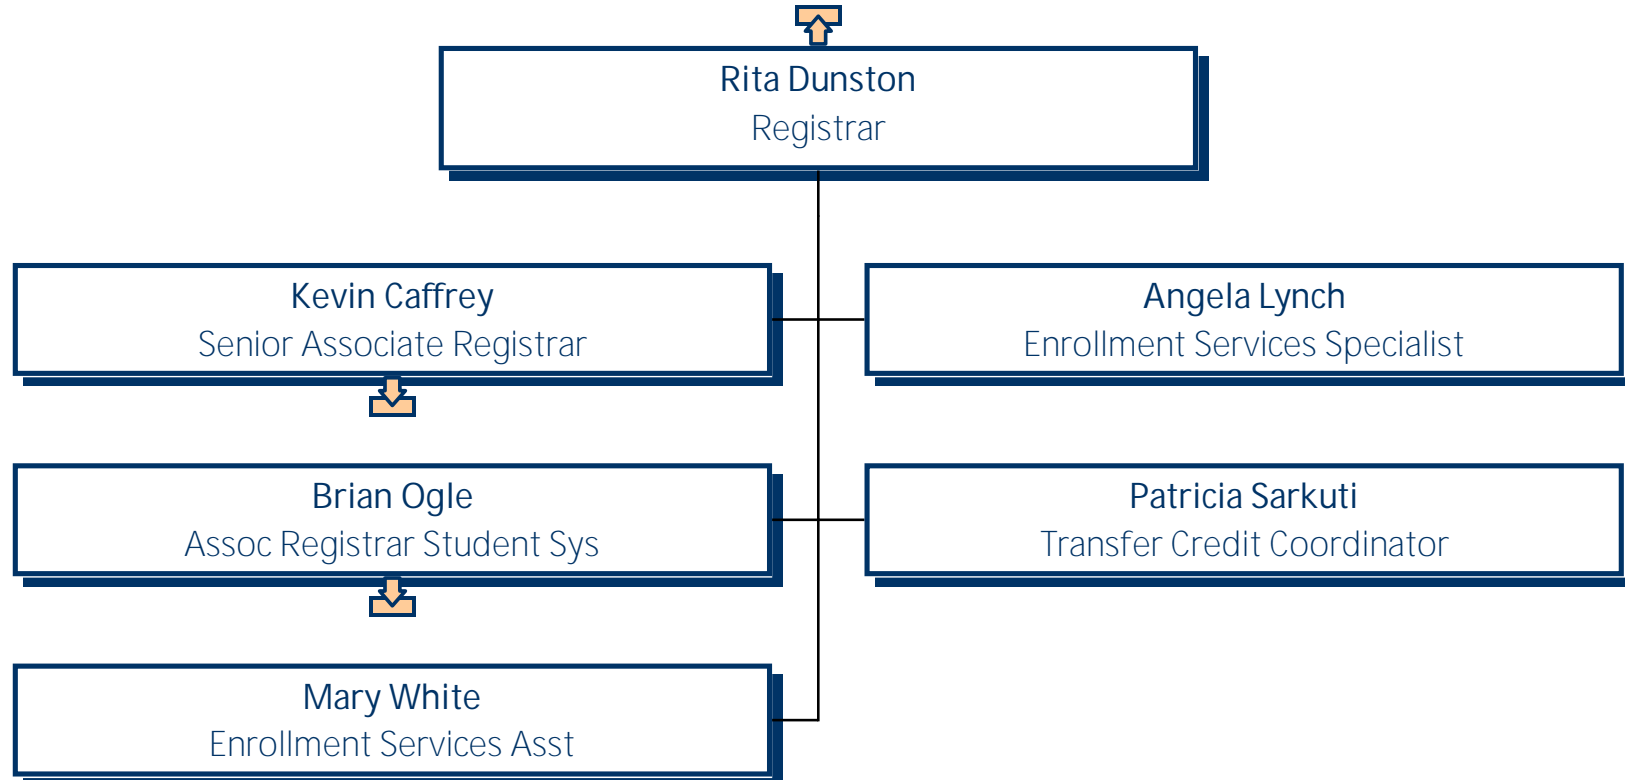 Rita Dunston
Registrar
Kevin Caffrey
Senior Associate Registrar
Angela Lynch
Enrollment Services Specialist
Brian Ogle
Assoc Registrar Student Sys
Patricia Sarkuti
Transfer Credit Coordinator
Mary White
Enrollment Services Asst